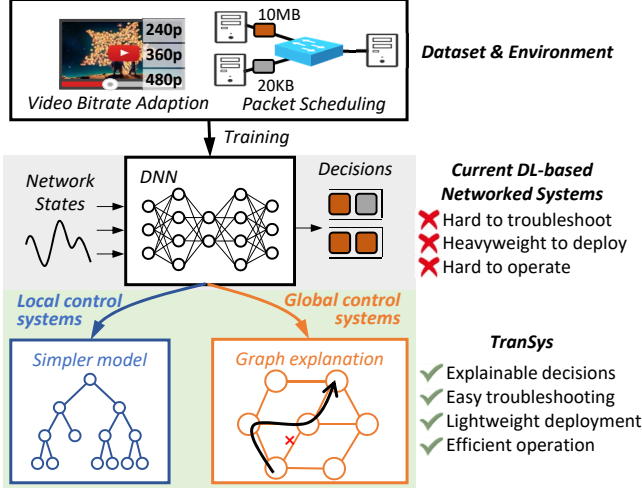 240p
360p
480p
Video Bitrate Adaption
10MB
20KB
Packet Scheduling
Dataset & Environment
Training
Network
States
DNN
Decisions
Current DL-based
Networked Systems
Hard to troubleshoot
Heavyweight to deploy
Hard to operate
Local control
systems
Global control
systems
Simpler model
Graph explanation
TranSys
Explainable decisions
Easy troubleshooting
Lightweight deployment
Efficient operation